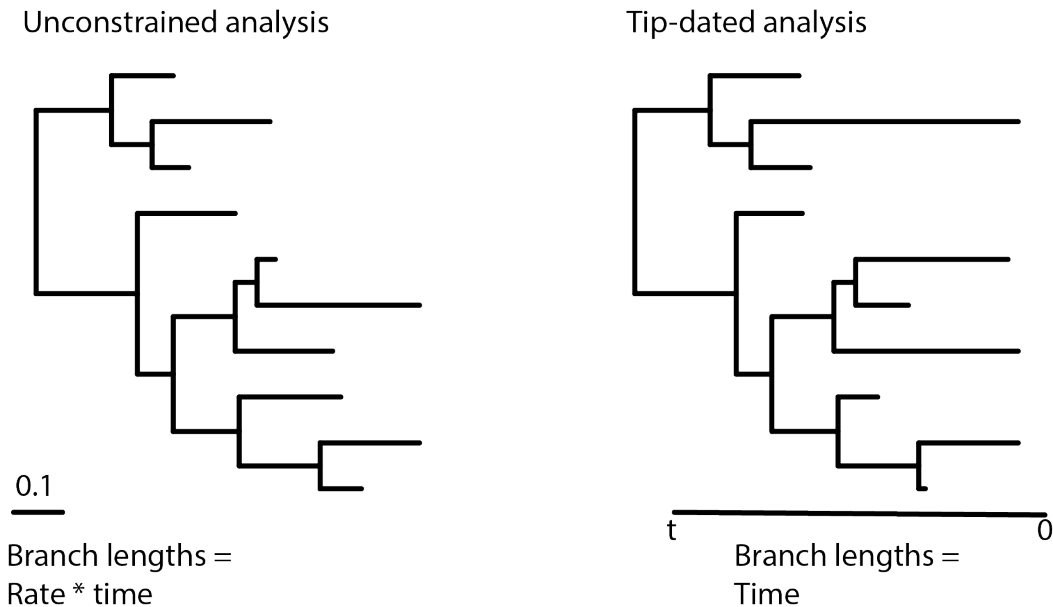 Unconstrained analysis
Tip-dated analysis
0.1
t
0
Branch lengths =
Rate * time
Branch lengths =
Time